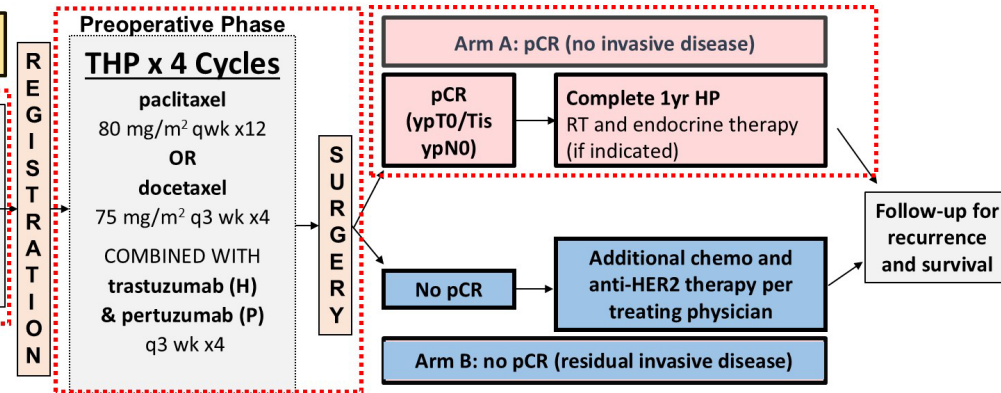 REGISTRATION
Preoperative Phase
THP x 4 Cycles
paclitaxel
80 mg/m² qwk x12
OR
docetaxel
75 mg/m² q3 wk x4
COMBINED WITH
trastuzumab (H)
& pertuzumab (P)
q3 wk x4
SURGERY
Arm A: pCR (no invasive disease)
pCR
(ypT0/Tis
ypN0)
Complete 1yr HP
RT and endocrine therapy
(if indicated)
No pCR
Additional chemo and
anti-HER2 therapy per
treating physician
Arm B: no pCR (residual invasive disease)
Follow-up for
recurrence
and survival